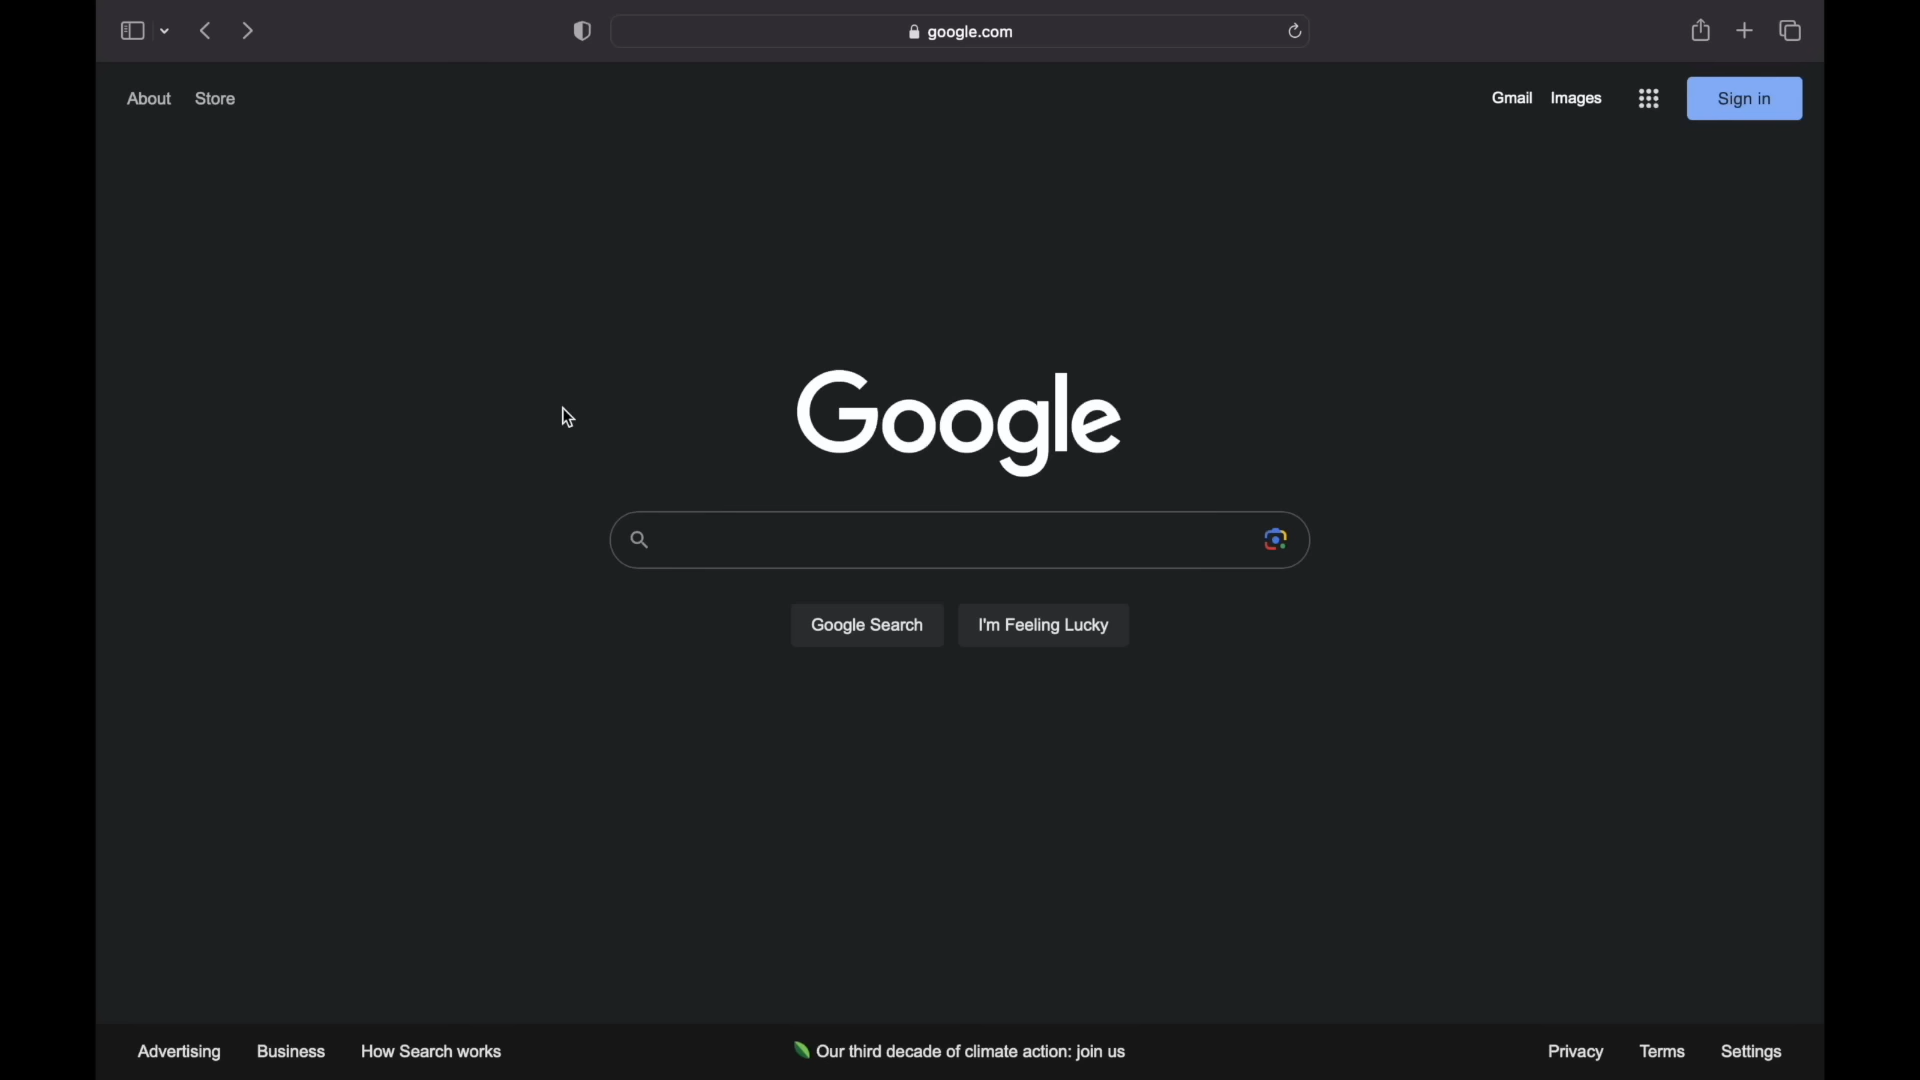 google.com
About Store Gmail Images Sign in
Google
Google Search I'm Feeling Lucky
Advertising Business How Search works Our third decade of climate action: join us Privacy Terms Settings